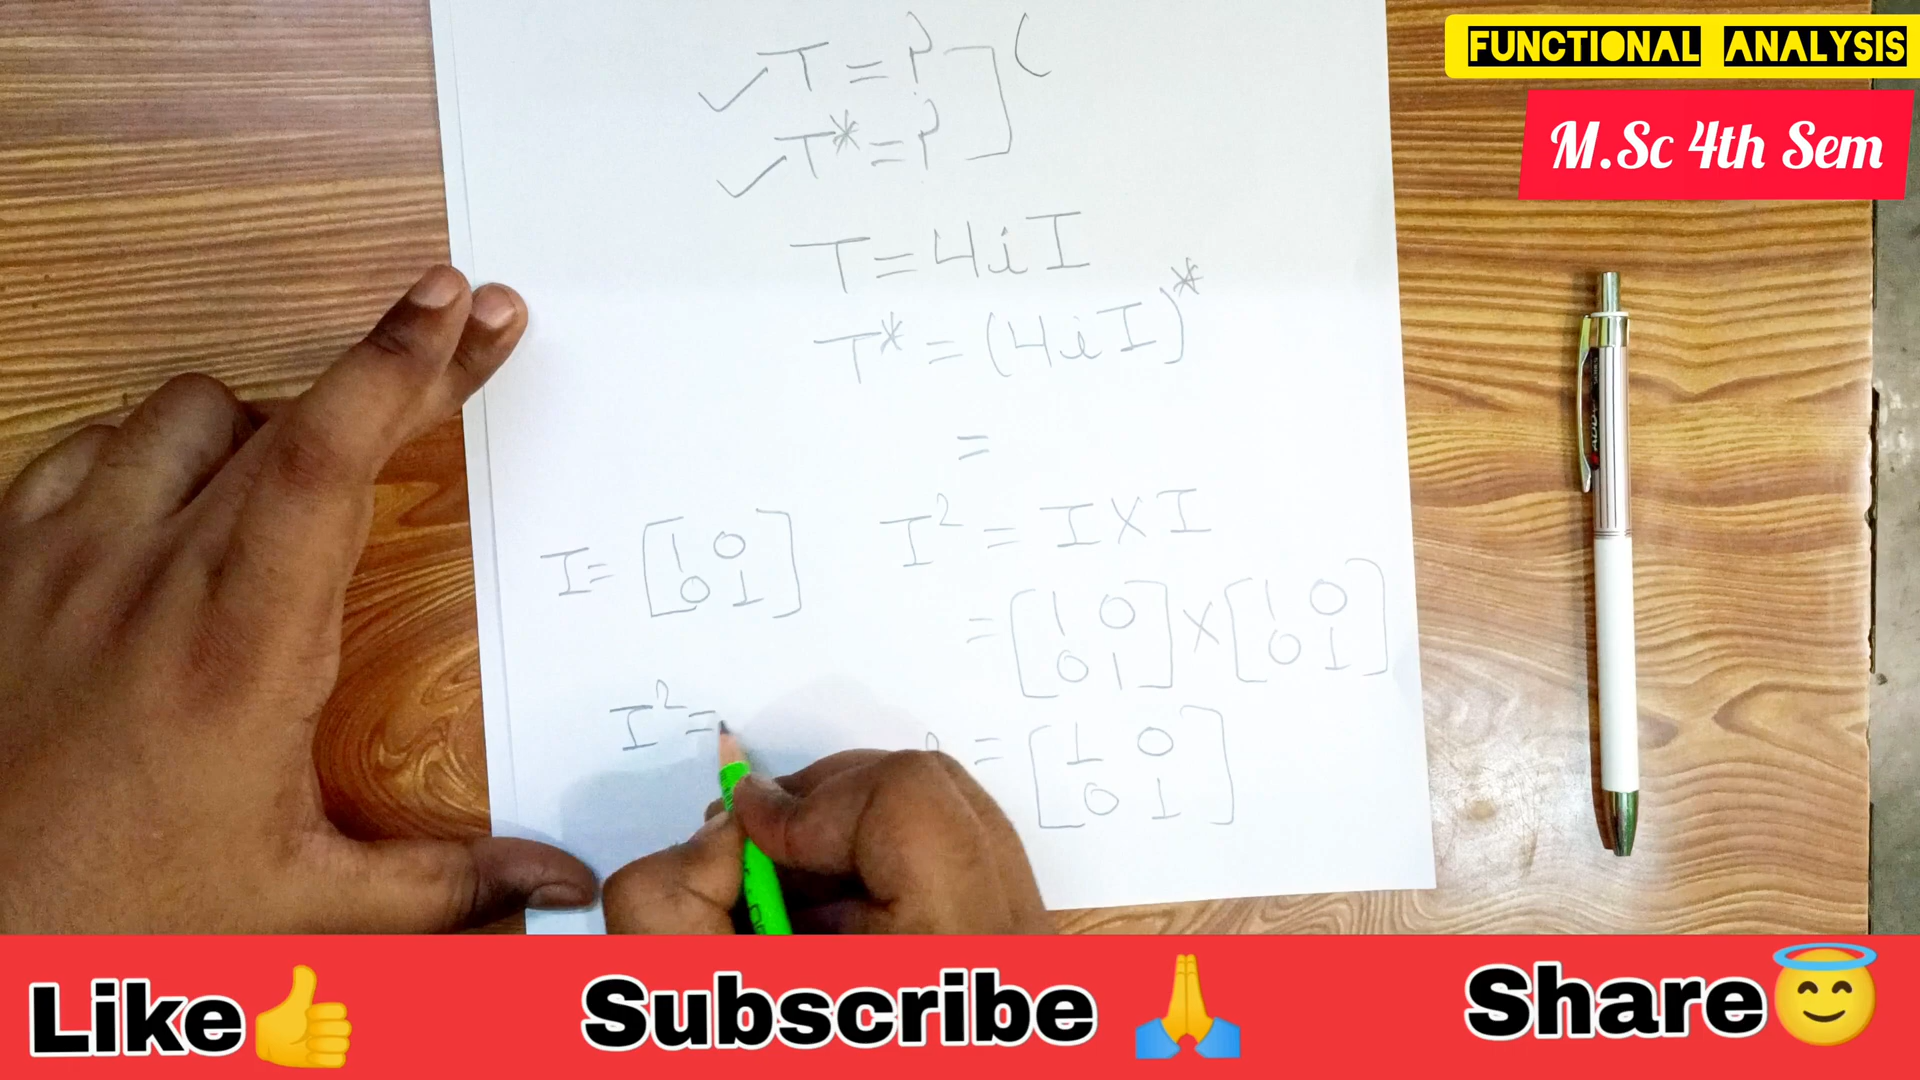 FUNCTIONAL ANALYSIS
M.Sc 4th Sem
T = ?
T* = ?
T = 4iI
T* = (4iI)*
=
I = [1 0
0 1]
I² = I X I
= [1 0
0 1] X [1 0
0 1]
I² =
= [1 0
0 1]
Like👍 Subscribe 🙏 Share😇